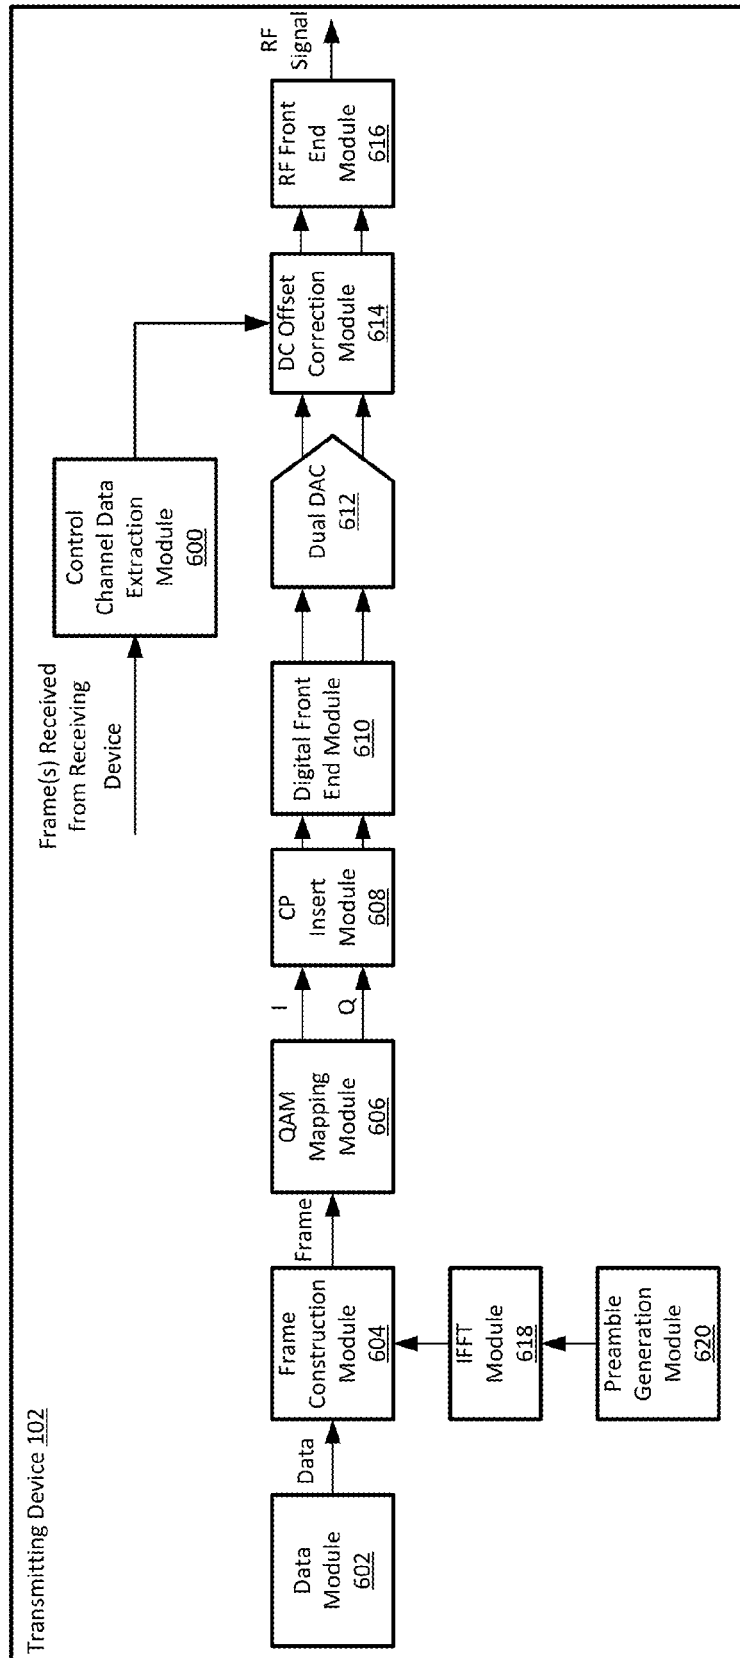 Transmitting Device 102
Frame(s) Received
from Receiving
Device
Control
Channel Data
Extraction
Module
600
Data
Module
602
Data
Frame
Construction
Module
604
Frame
QAM
Mapping
Module
606
I
Q
CP
Insert
Module
608
Digital Front
End Module
610
Dual DAC
612
DC Offset
Correction
Module
614
RF Front
End
Module
616
RF
Signal
IFFT
Module
618
Preamble
Generation
Module
620